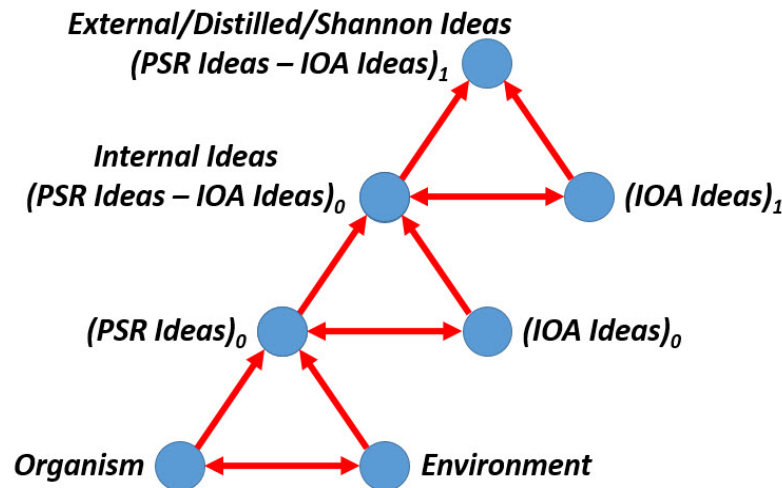 External/Distilled/Shannon Ideas
(PSR Ideas – IOA Ideas)₁
Internal Ideas
(PSR Ideas – IOA Ideas)₀
(IOA Ideas)₁
(PSR Ideas)₀
(IOA Ideas)₀
Organism
Environment